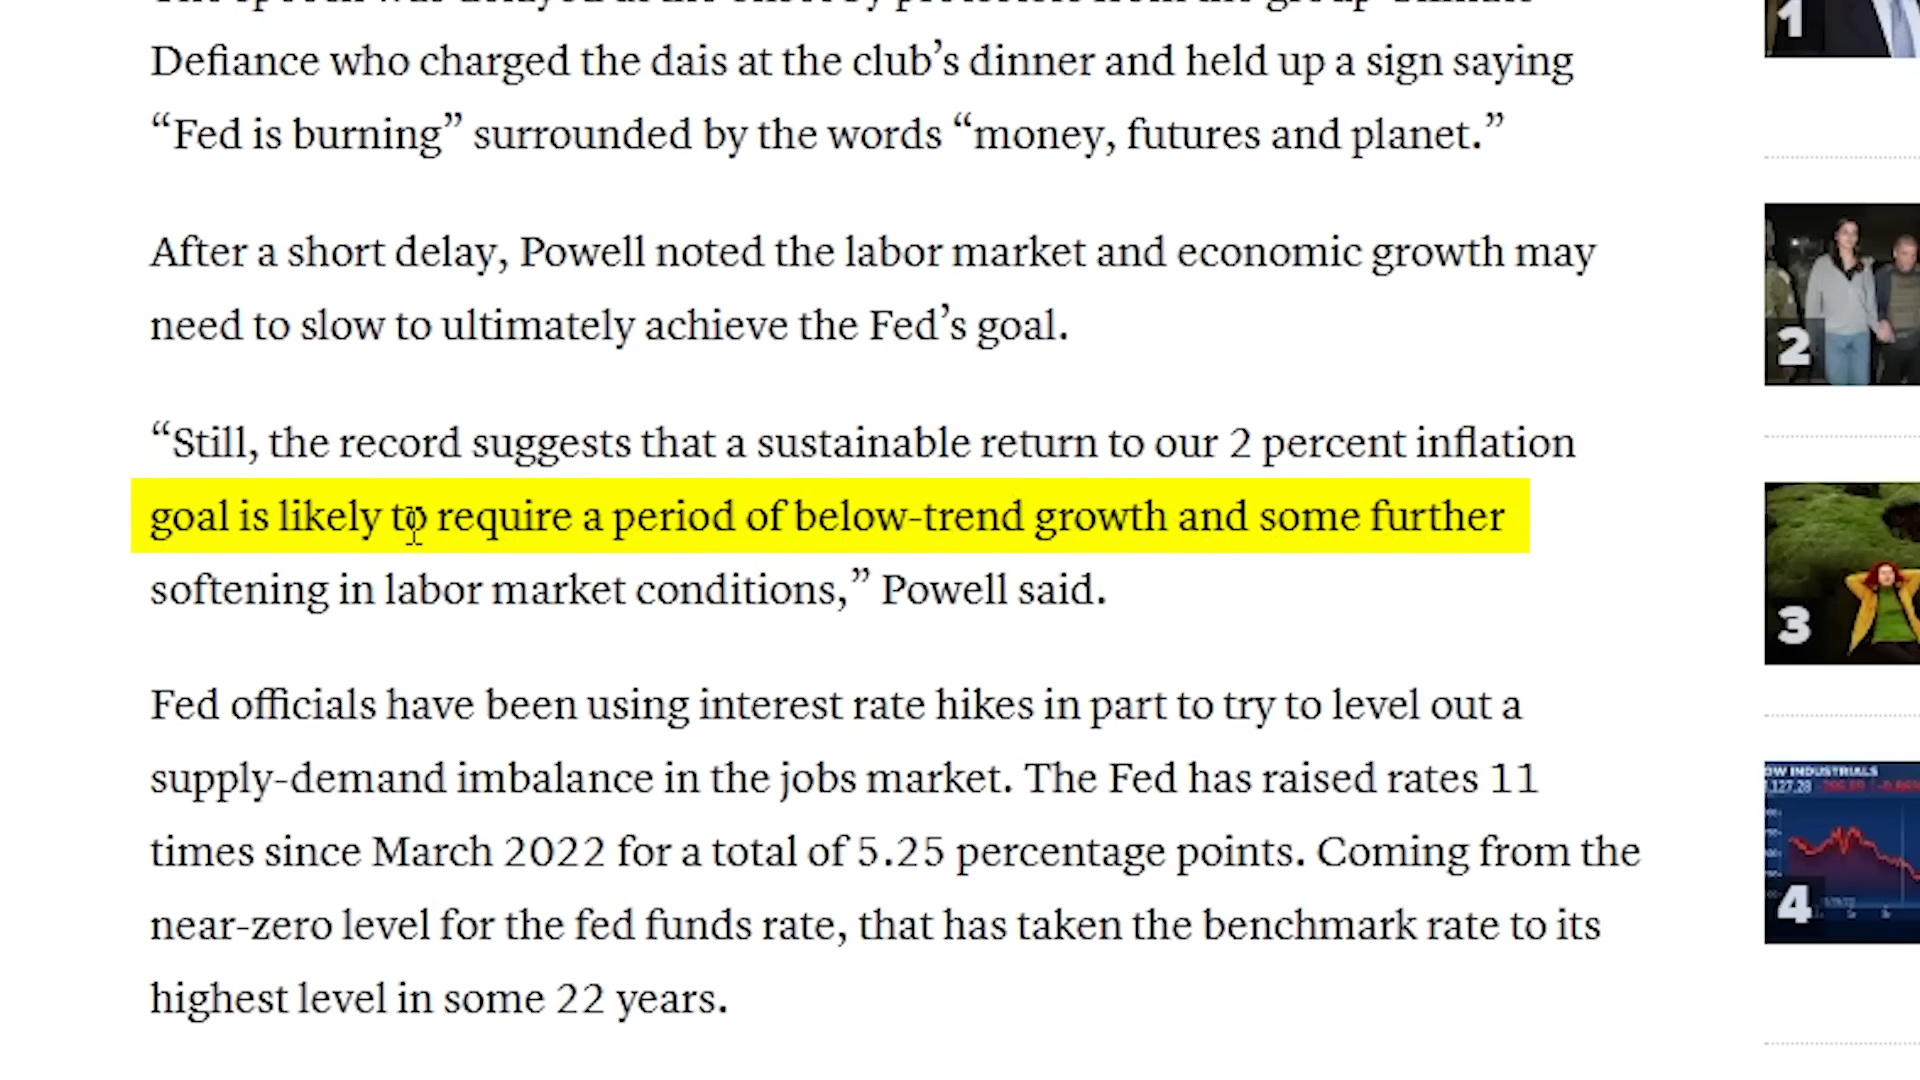 Defiance who charged the dais at the club’s dinner and held up a sign saying
“Fed is burning” surrounded by the words “money, futures and planet.”
After a short delay, Powell noted the labor market and economic growth may
need to slow to ultimately achieve the Fed’s goal.
“Still, the record suggests that a sustainable return to our 2 percent inflation
goal is likely to require a period of below-trend growth and some further
softening in labor market conditions,” Powell said.
Fed officials have been using interest rate hikes in part to try to level out a
supply-demand imbalance in the jobs market. The Fed has raised rates 11
times since March 2022 for a total of 5.25 percentage points. Coming from the
near-zero level for the fed funds rate, that has taken the benchmark rate to its
highest level in some 22 years.
1
2
3
OW INDUSTRIALS
,127.28
4